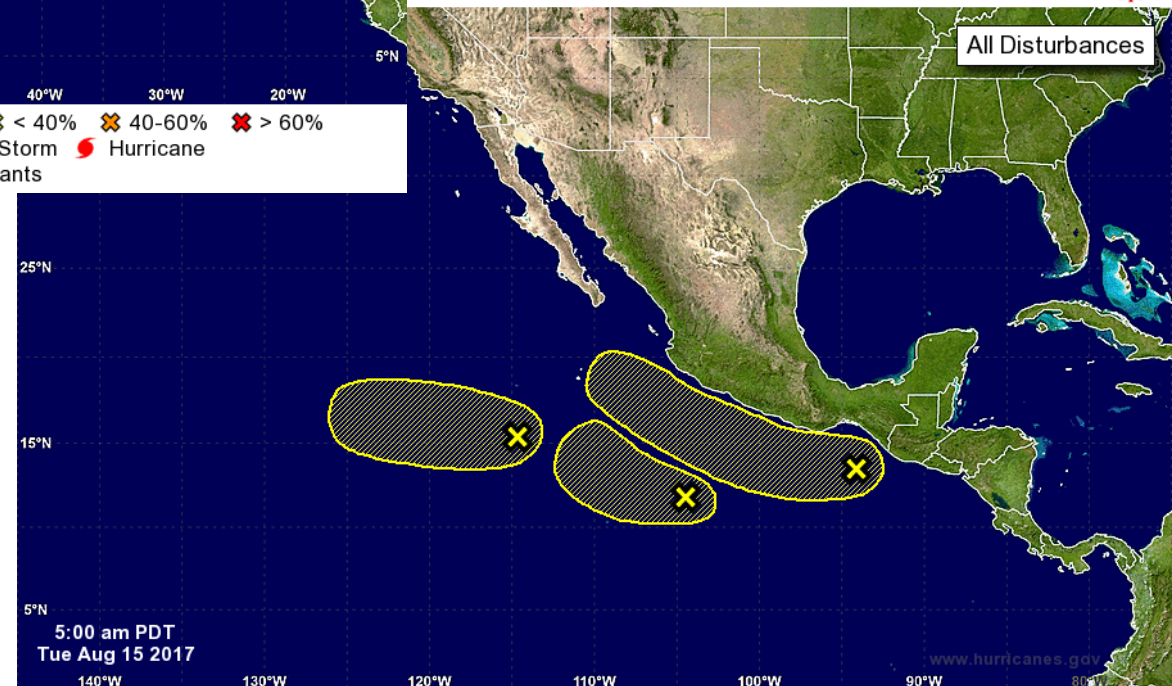 All Disturbances
5°N
40°W 30°W 20°W
< 40% 40-60% > 60%
Storm Hurricane
ants
25°N
15°N
5°N
5:00 am PDT
Tue Aug 15 2017
www.hurricanes.gov
140°W 130°W 120°W 110°W 100°W 90°W 80°W